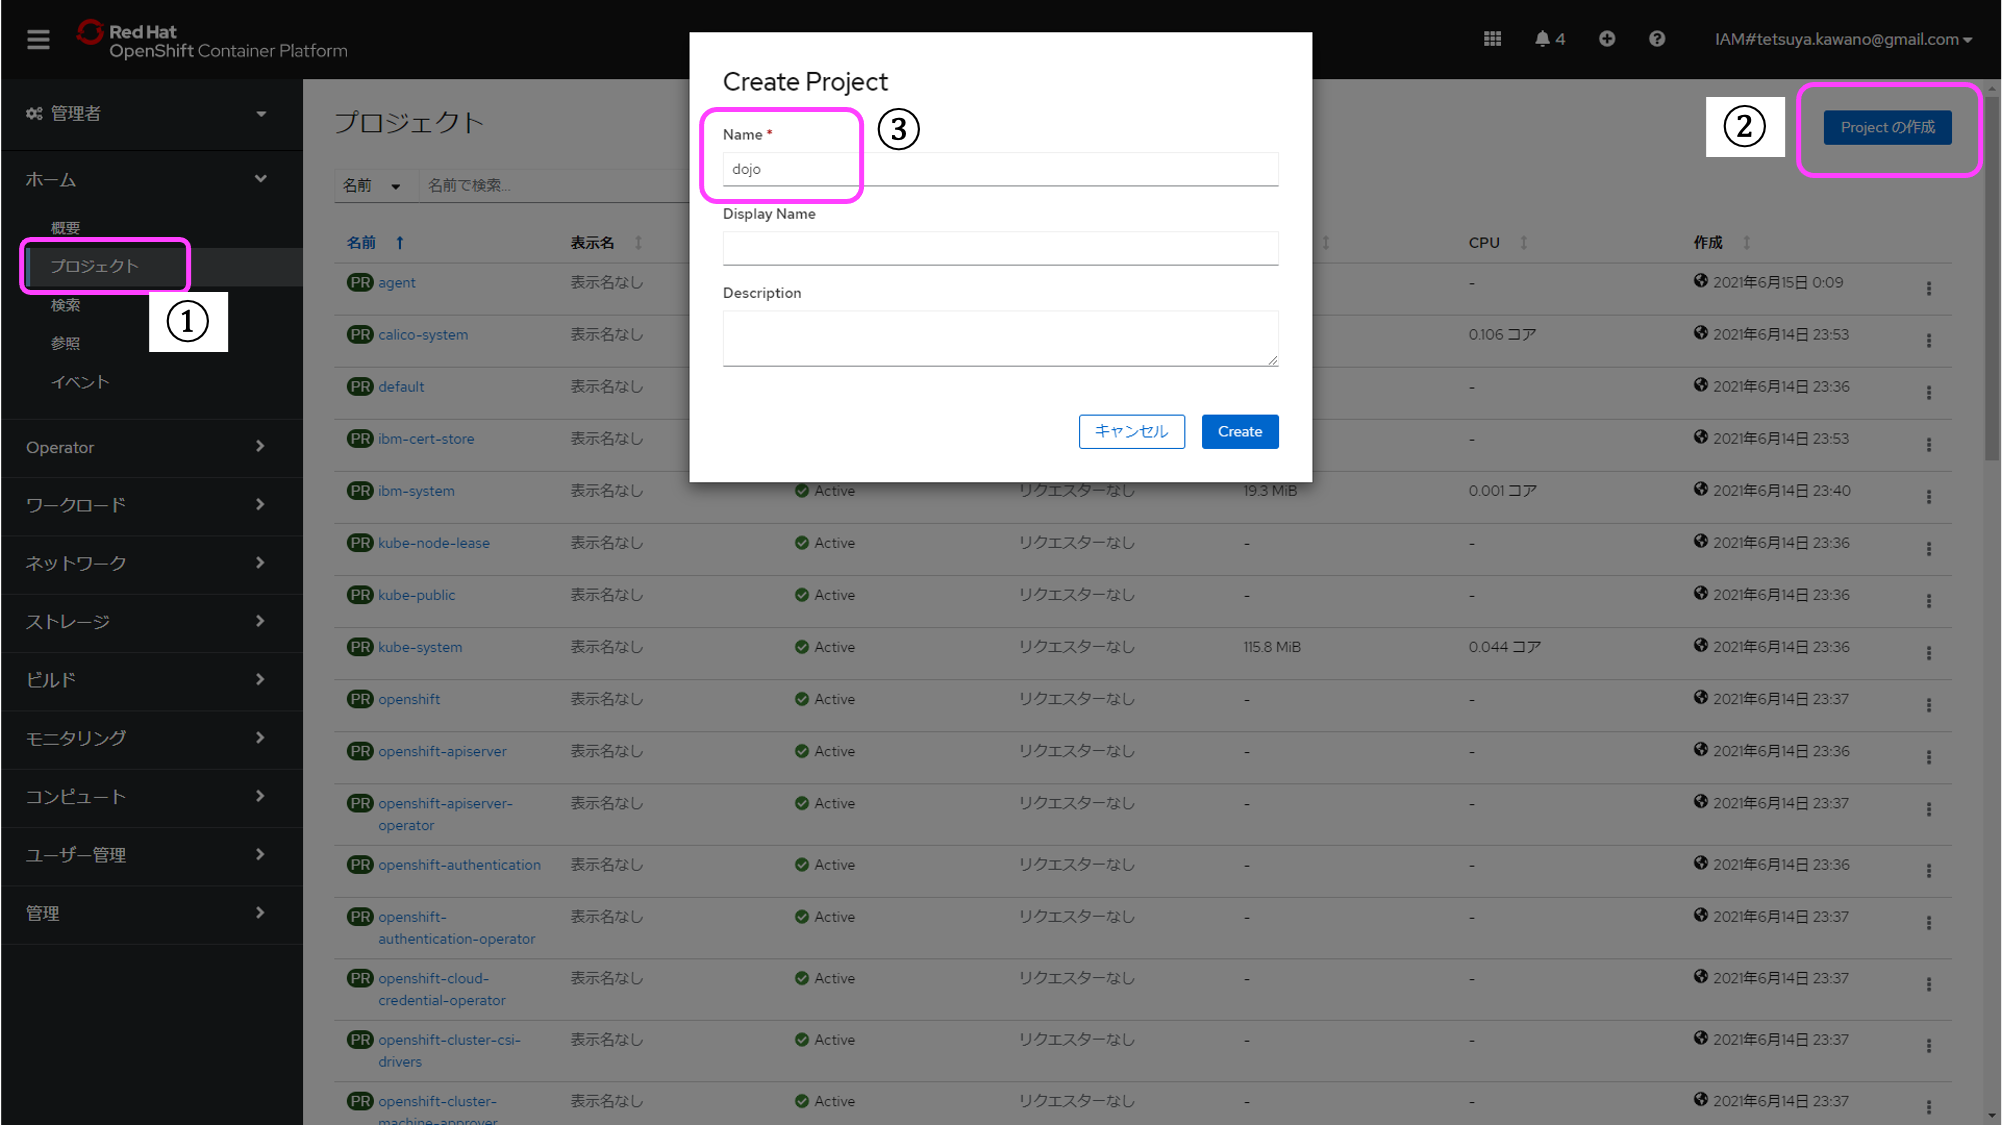 Red Hat
OpenShift Container Platform
4
IAM#tetsuya.kawano@gmail.com
管理者
ホーム
概要
プロジェクト
検索
①
参照
イベント
Operator
ワークロード
ネットワーク
ストレージ
ビルド
モニタリング
コンピュート
ユーザー管理
管理
プロジェクト
②
Project の作成
名前
名前で検索...
名前 表示名 CPU 作成
PR agent 表示名なし - 2021年6月15日 0:09
PR calico-system 表示名なし 0.106 コア 2021年6月14日 23:53
PR default 表示名なし - 2021年6月14日 23:36
PR ibm-cert-store 表示名なし - 2021年6月14日 23:53
PR ibm-system 表示名なし Active リクエスターなし 19.3 MiB 0.001 コア 2021年6月14日 23:40
PR kube-node-lease 表示名なし Active リクエスターなし - - 2021年6月14日 23:36
PR kube-public 表示名なし Active リクエスターなし - - 2021年6月14日 23:36
PR kube-system 表示名なし Active リクエスターなし 115.8 MiB 0.044 コア 2021年6月14日 23:36
PR openshift 表示名なし Active リクエスターなし - - 2021年6月14日 23:37
PR openshift-apiserver 表示名なし Active リクエスターなし - - 2021年6月14日 23:36
PR openshift-apiserver- 表示名なし Active リクエスターなし - - 2021年6月14日 23:37
operator
PR openshift-authentication 表示名なし Active リクエスターなし - - 2021年6月14日 23:36
PR openshift- 表示名なし Active リクエスターなし - - 2021年6月14日 23:37
authentication-operator
PR openshift-cloud- 表示名なし Active リクエスターなし - - 2021年6月14日 23:37
credential-operator
PR openshift-cluster-csi- 表示名なし Active リクエスターなし - - 2021年6月14日 23:37
drivers
PR openshift-cluster- 表示名なし Active リクエスターなし - - 2021年6月14日 23:37
machine-approver
Create Project
Name *
③
dojo
Display Name
Description
キャンセル
Create